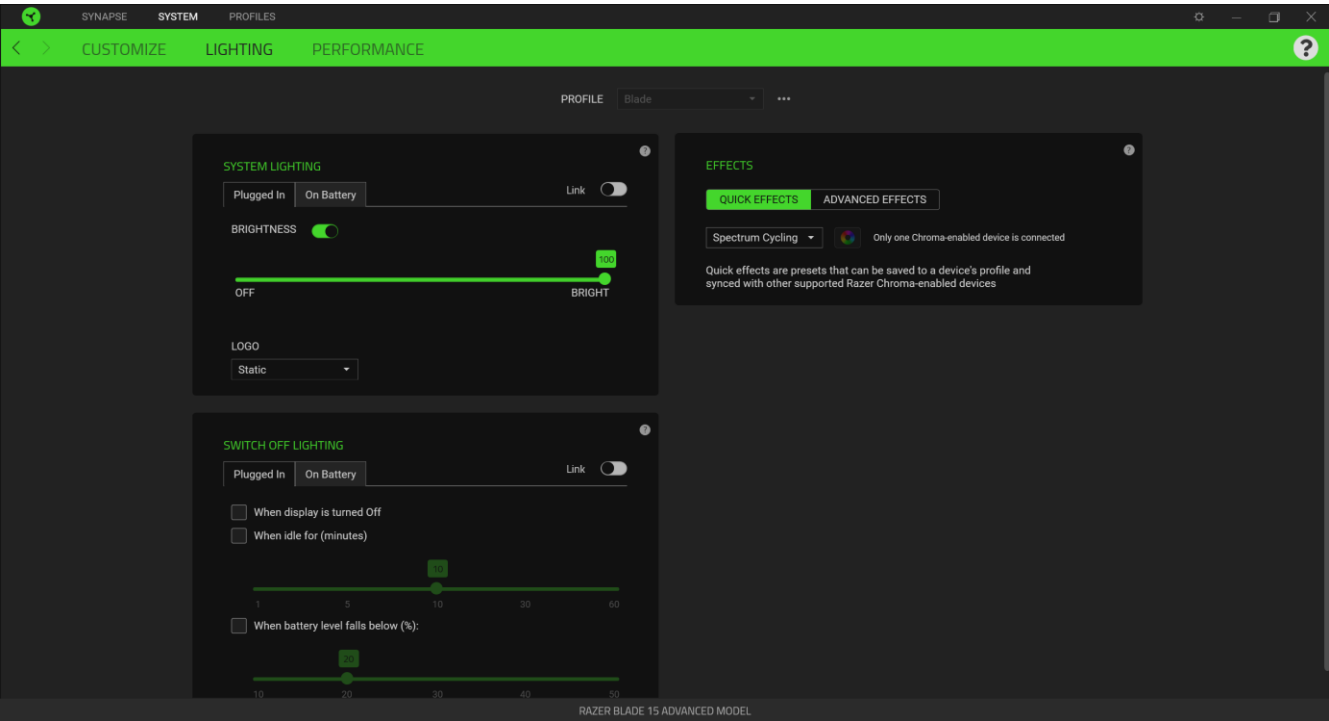 SYNAPSE SYSTEM PROFILES
CUSTOMIZE LIGHTING PERFORMANCE ?
PROFILE Blade
SYSTEM LIGHTING ?
Plugged In On Battery Link
BRIGHTNESS
100
OFF BRIGHT
LOGO
Static
SWITCH OFF LIGHTING ?
Plugged In On Battery Link
When display is turned Off
When idle for (minutes)
10
1 5 10 30 60
When battery level falls below (%):
20
10 20 30 40 50
EFFECTS ?
QUICK EFFECTS ADVANCED EFFECTS
Spectrum Cycling Only one Chroma-enabled device is connected
Quick effects are presets that can be saved to a device's profile and
synced with other supported Razer Chroma-enabled devices
RAZER BLADE 15 ADVANCED MODEL